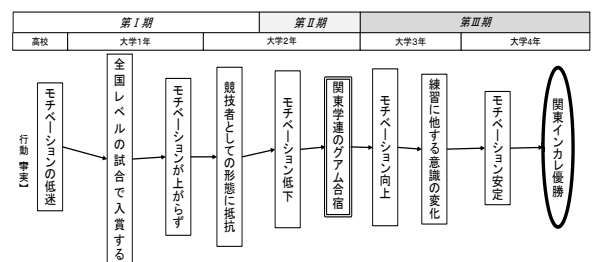 第Ⅰ期
第Ⅱ期
第Ⅲ期
高校
大学1年
大学2年
大学3年
大学4年
行動【事実】
モチベーションの低迷
全国レベルの試合で入賞する
モチベーションが上がらず
競技者としての形態に抵抗
モチベーション低下
関東学連のグアム合宿
モチベーション向上
練習に他する意識の変化
モチベーション安定
関東インカレ優勝